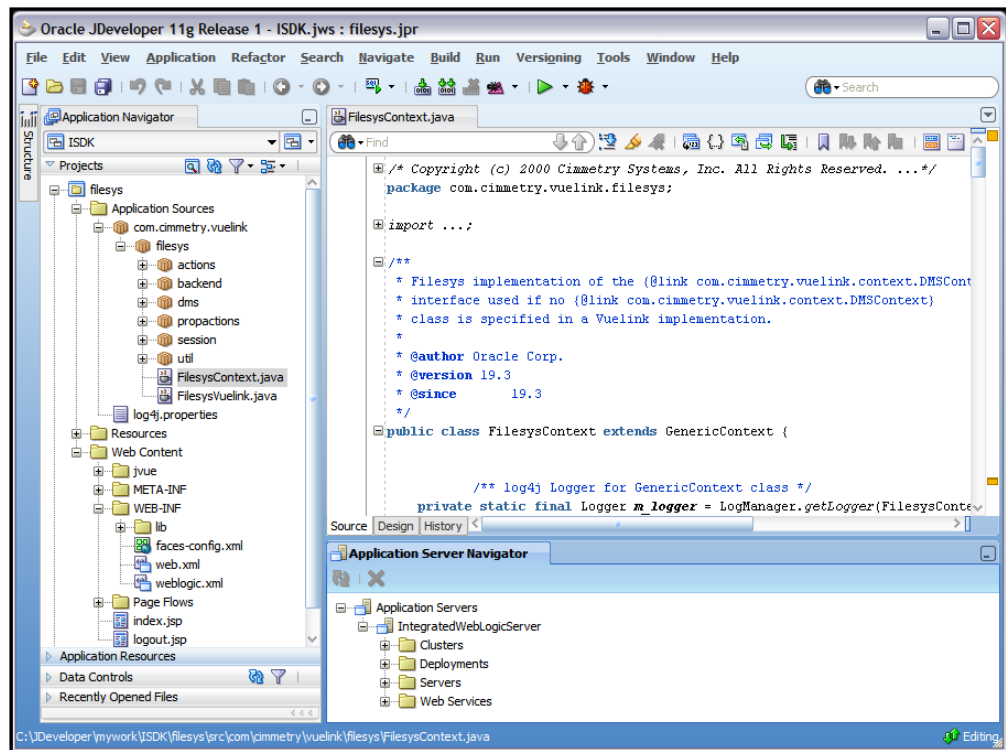 Oracle JDeveloper 11g Release 1 - ISDK.jws : filesys.jpr
File Edit View Application Refactor Search Navigate Build Run Versioning Tools Window Help
Search
Structure
Application Navigator
ISDK
Projects
filesys
Application Sources
com.cimmetry.vuelink
filesys
actions
backend
dms
propactions
session
util
FilesysContext.java
FilesysVuelink.java
log4j.properties
Resources
Web Content
jvue
META-INF
WEB-INF
lib
faces-config.xml
web.xml
weblogic.xml
Page Flows
index.jsp
logout.jsp
Application Resources
Data Controls
Recently Opened Files
FilesysContext.java
Find
/* Copyright (c) 2000 Cimmetry Systems, Inc. All Rights Reserved. ...*/
package com.cimmetry.vuelink.filesys;
import ...;
/**
* Filesys implementation of the {@link com.cimmetry.vuelink.context.DMSCont
* interface used if no {@link com.cimmetry.vuelink.context.DMSContext}
* class is specified in a Vuelink implementation.
*
* @author Oracle Corp.
* @version 19.3
* @since 19.3
*/
public class FilesysContext extends GenericContext {
/** log4j Logger for GenericContext class */
private static final Logger m_logger = LogManager.getLogger(FilesysConte
Source Design History
Application Server Navigator
Application Servers
IntegratedWebLogicServer
Clusters
Deployments
Servers
Web Services
C:\JDeveloper\mywork\ISDK\filesys\src\com\cimmetry\vuelink\filesys\FilesysContext.java
Editing